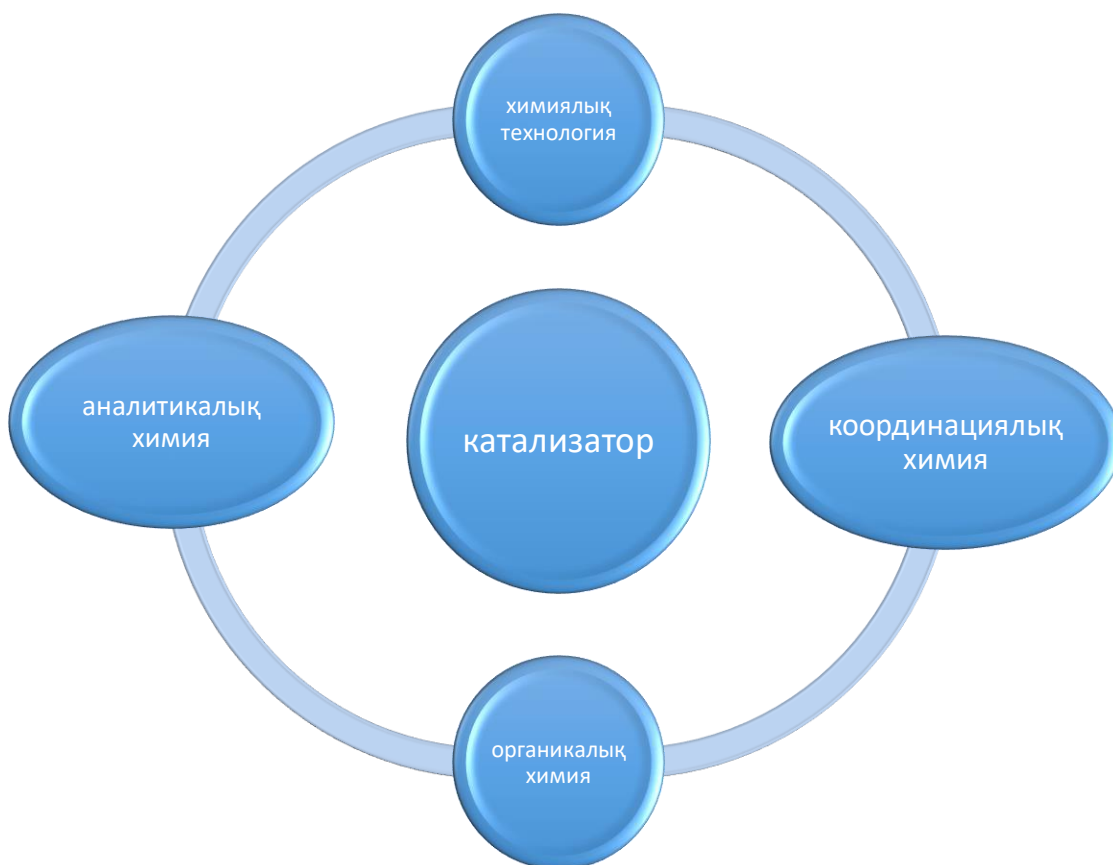 химиялық
технология
аналитикалық
химия
катализатор
координациялық
химия
органикалық
химия